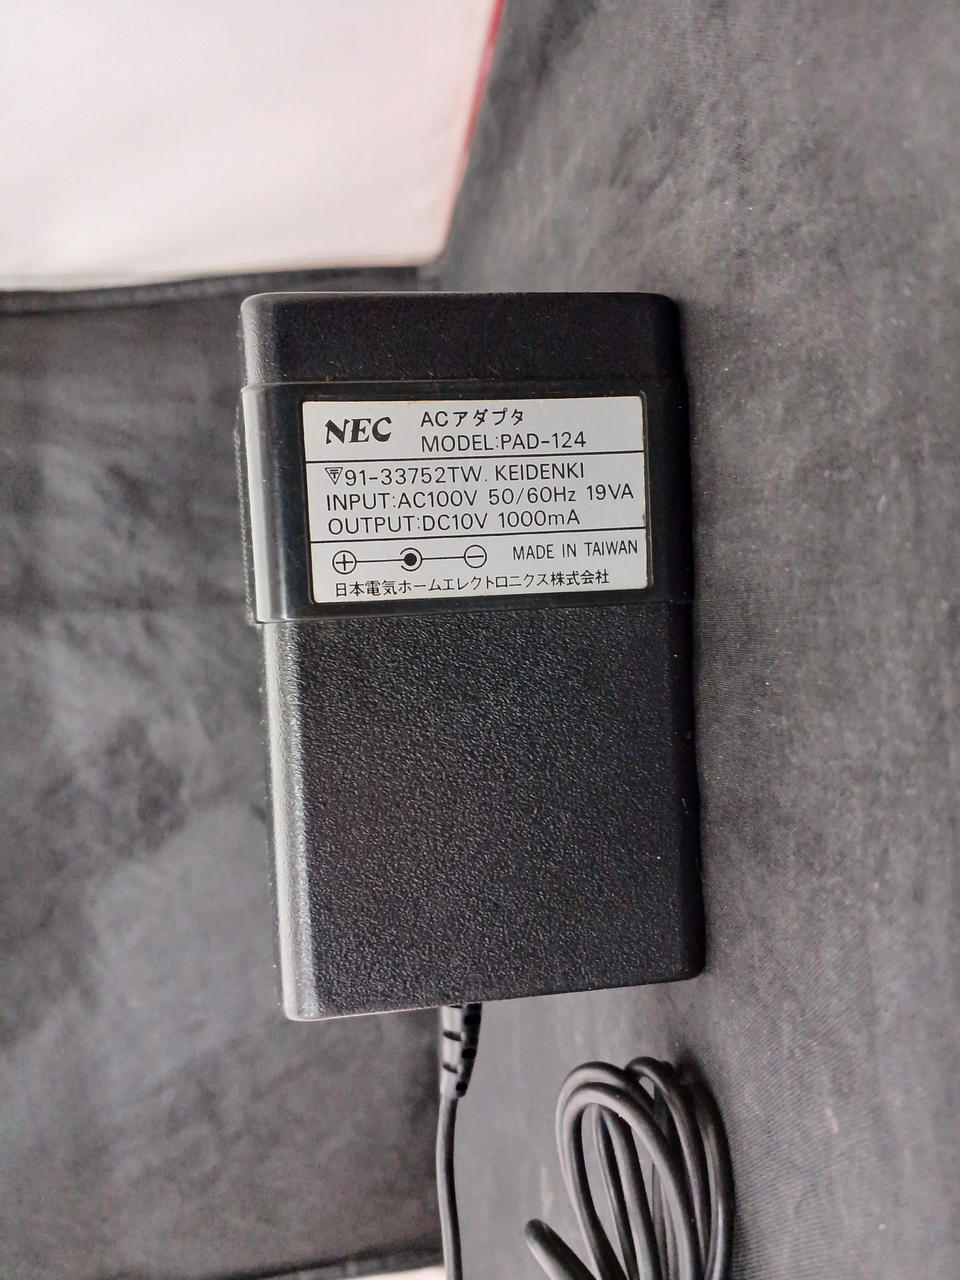 NEC ACアダプタ
MODEL:PAD-124
91-33752TW. KEIDENKI
INPUT:AC100V 50/60Hz 19VA
OUTPUT:DC10V 1000mA
MADE IN TAIWAN
日本電気ホームエレクトロニクス株式会社